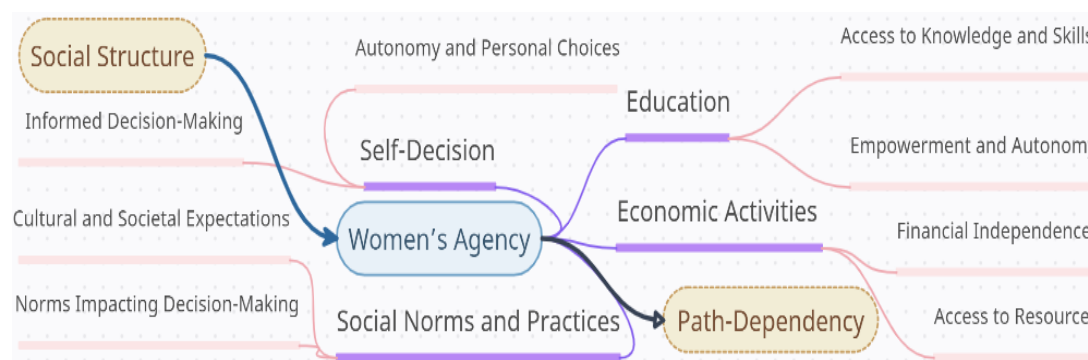 Social Structure
Autonomy and Personal Choices
Access to Knowledge and Skills
Education
Informed Decision-Making
Self-Decision
Empowerment and Autonom
Cultural and Societal Expectations
Women's Agency
Economic Activities
Financial Independence
Norms Impacting Decision-Making
Social Norms and Practices
Path-Dependency
Access to Resource